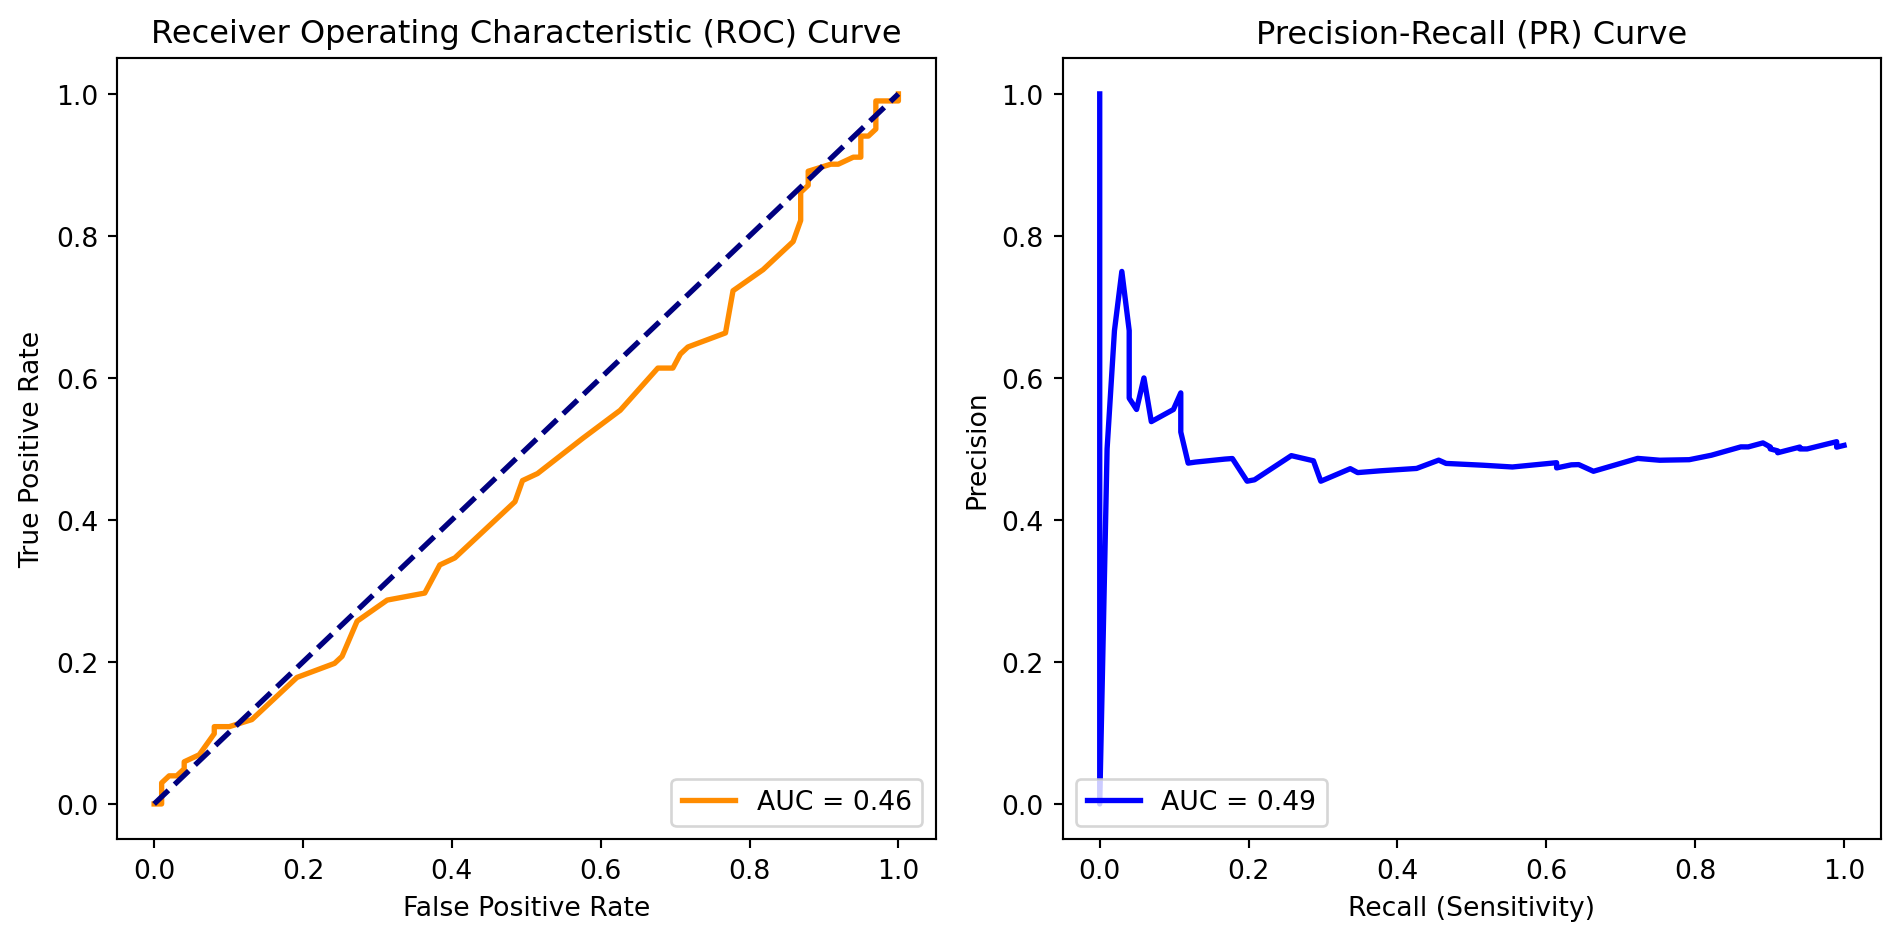 Receiver Operating Characteristic (ROC) Curve
1.0
0.8
0.6
0.4
0.2
0.0
True Positive Rate
AUC = 0.46
0.0 0.2 0.4 0.6 0.8 1.0
False Positive Rate
Precision-Recall (PR) Curve
1.0
0.8
0.6
0.4
0.2
0.0
Precision
AUC = 0.49
0.0 0.2 0.4 0.6 0.8 1.0
Recall (Sensitivity)